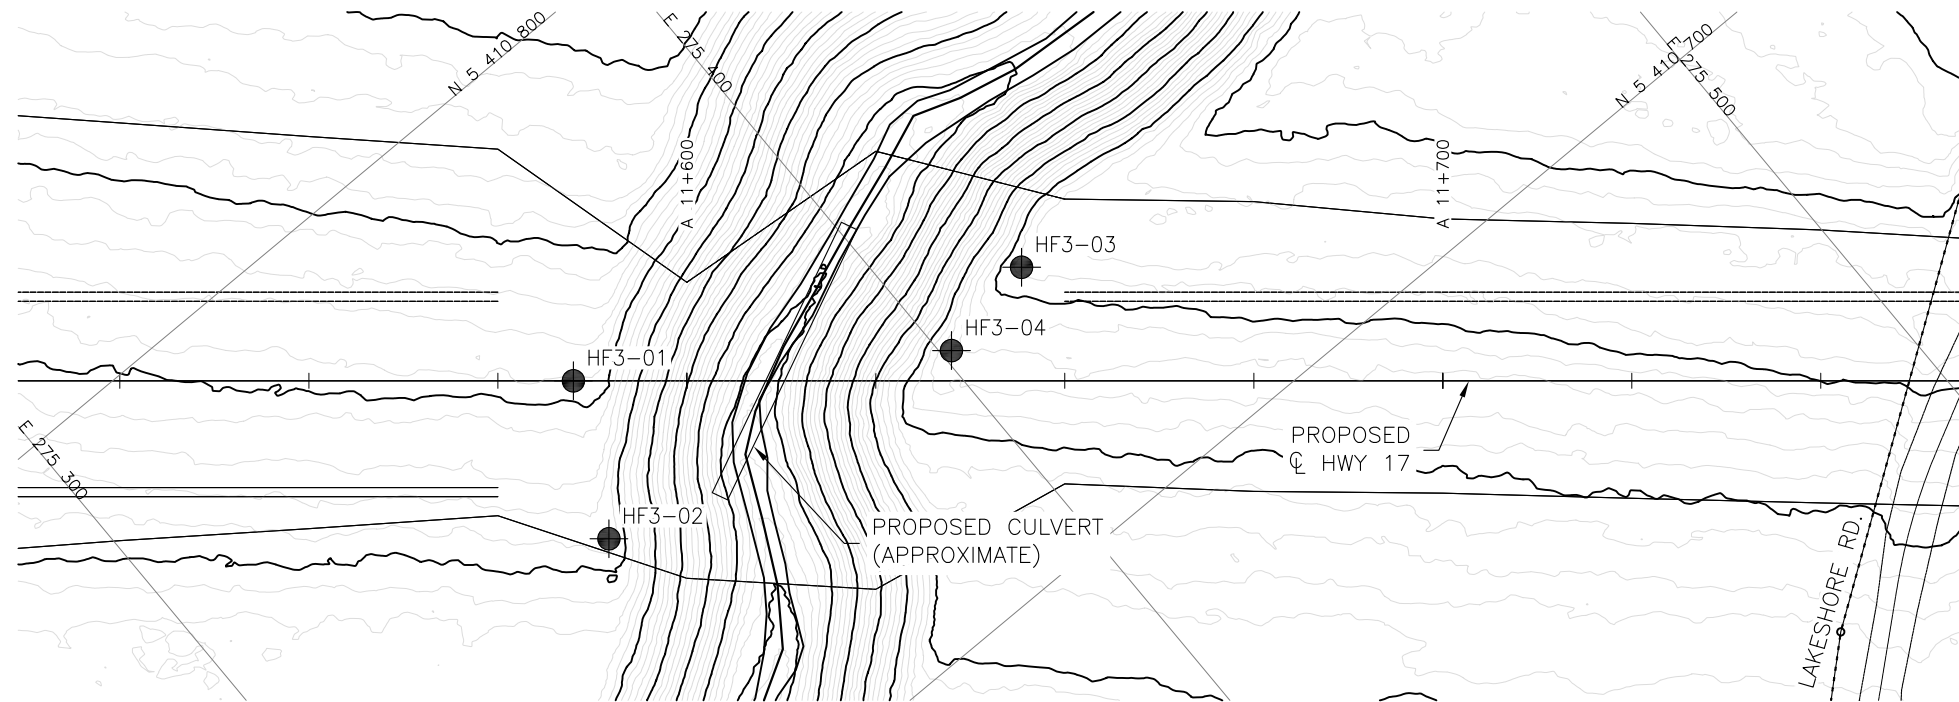 N 5 410 800
E 275 400
N 5 410 700
E 275 500
A 11+600
A 11+700
HF3-03
HF3-04
HF3-01
E 275 300
PROPOSED
℄ HWY 17
HF3-02
PROPOSED CULVERT
(APPROXIMATE)
LAKESHORE RD.